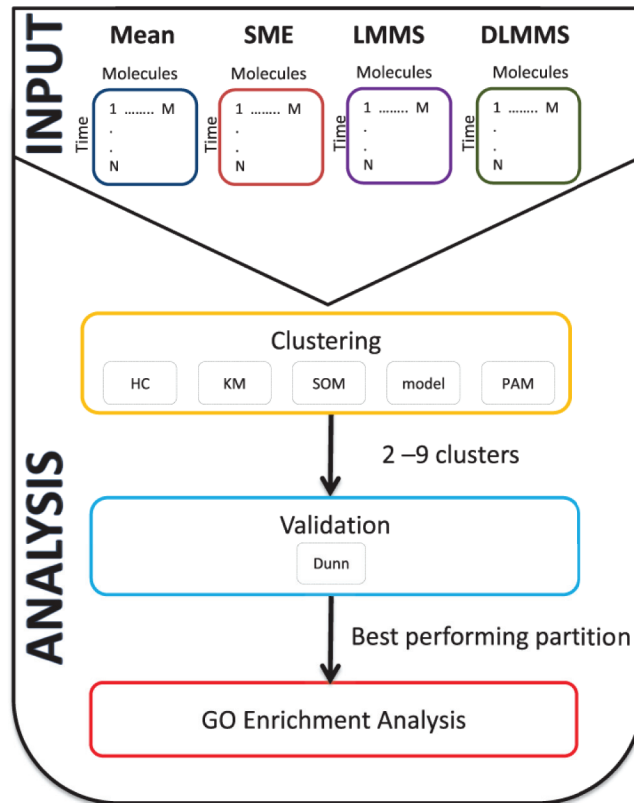 INPUT
Mean SME LMMS DLMMS
Molecules Molecules Molecules Molecules
Time Time Time Time
1 ........ M 1 ........ M 1 ........ M 1 ........ M
. . . .
. . . .
N N N N
ANALYSIS
Clustering
HC KM SOM model PAM
2 –9 clusters
Validation
Dunn
Best performing partition
GO Enrichment Analysis